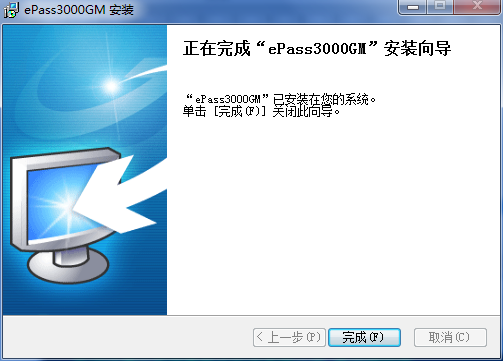 ePass3000GM 安装
正在完成“ePass3000GM”安装向导
“ePass3000GM”已安装在您的系统。
单击 [完成(F)] 关闭此向导。
< 上一步(P)
完成(F)
取消(C)